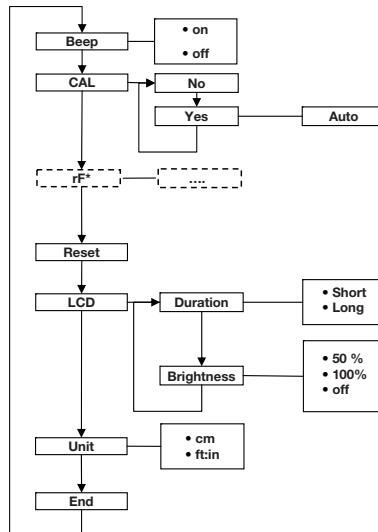 Beep
• on
• off
CAL
No
Yes
Auto
rF*
....
Reset
LCD
Duration
• Short
• Long
Brightness
• 50 %
• 100%
• off
Unit
• cm
• ft:in
End